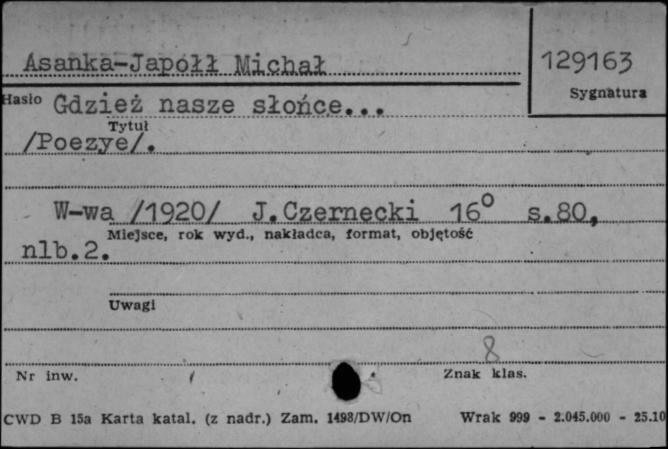 Asanka-Japołł Michał
129163
Sygnatura
Hasło Gdzież nasze słońce...
Tytuł
/Poezye/.
W-wa /1920/ J.Czernecki 16° s.80,
Miejsce, rok wyd., nakładca, format, objętość
nlb.2.
Uwagi
8
Nr inw.
Znak klas.
CWD B 15a Karta katal. (z nadr.) Zam. 1498/DW/On Wrak 999 - 2.045.000 - 25.10